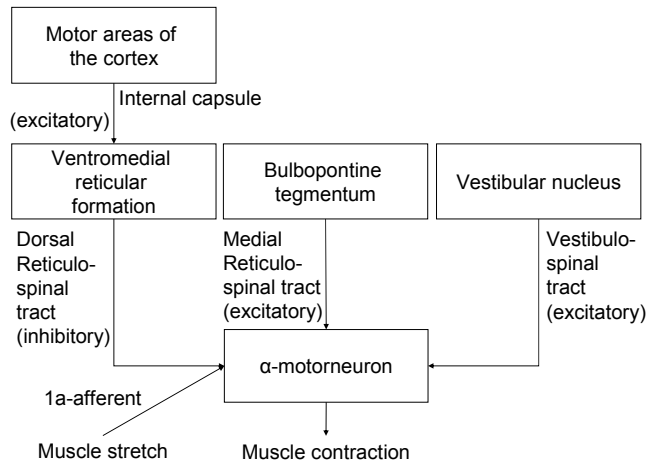 Motor areas of
the cortex
Internal capsule
(excitatory)
Ventromedial
reticular
formation
Bulbopontine
tegmentum
Vestibular nucleus
Dorsal
Reticulo-
spinal
tract
(inhibitory)
Medial
Reticulo-
spinal tract
(excitatory)
Vestibulo-
spinal
tract
(excitatory)
α-motorneuron
1a-afferent
Muscle stretch
Muscle contraction